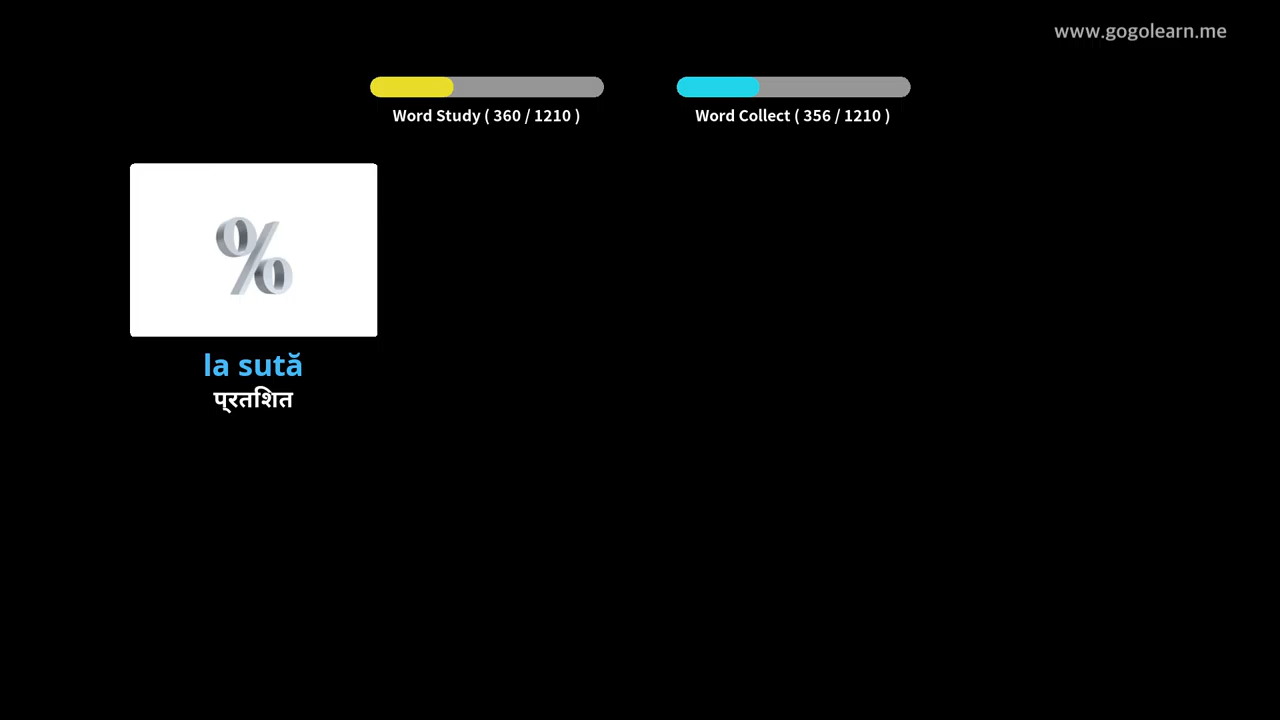 www.gogolearn.me
Word Study ( 360 / 1210 )
Word Collect ( 356 / 1210 )
%
la sută
प्रतशित